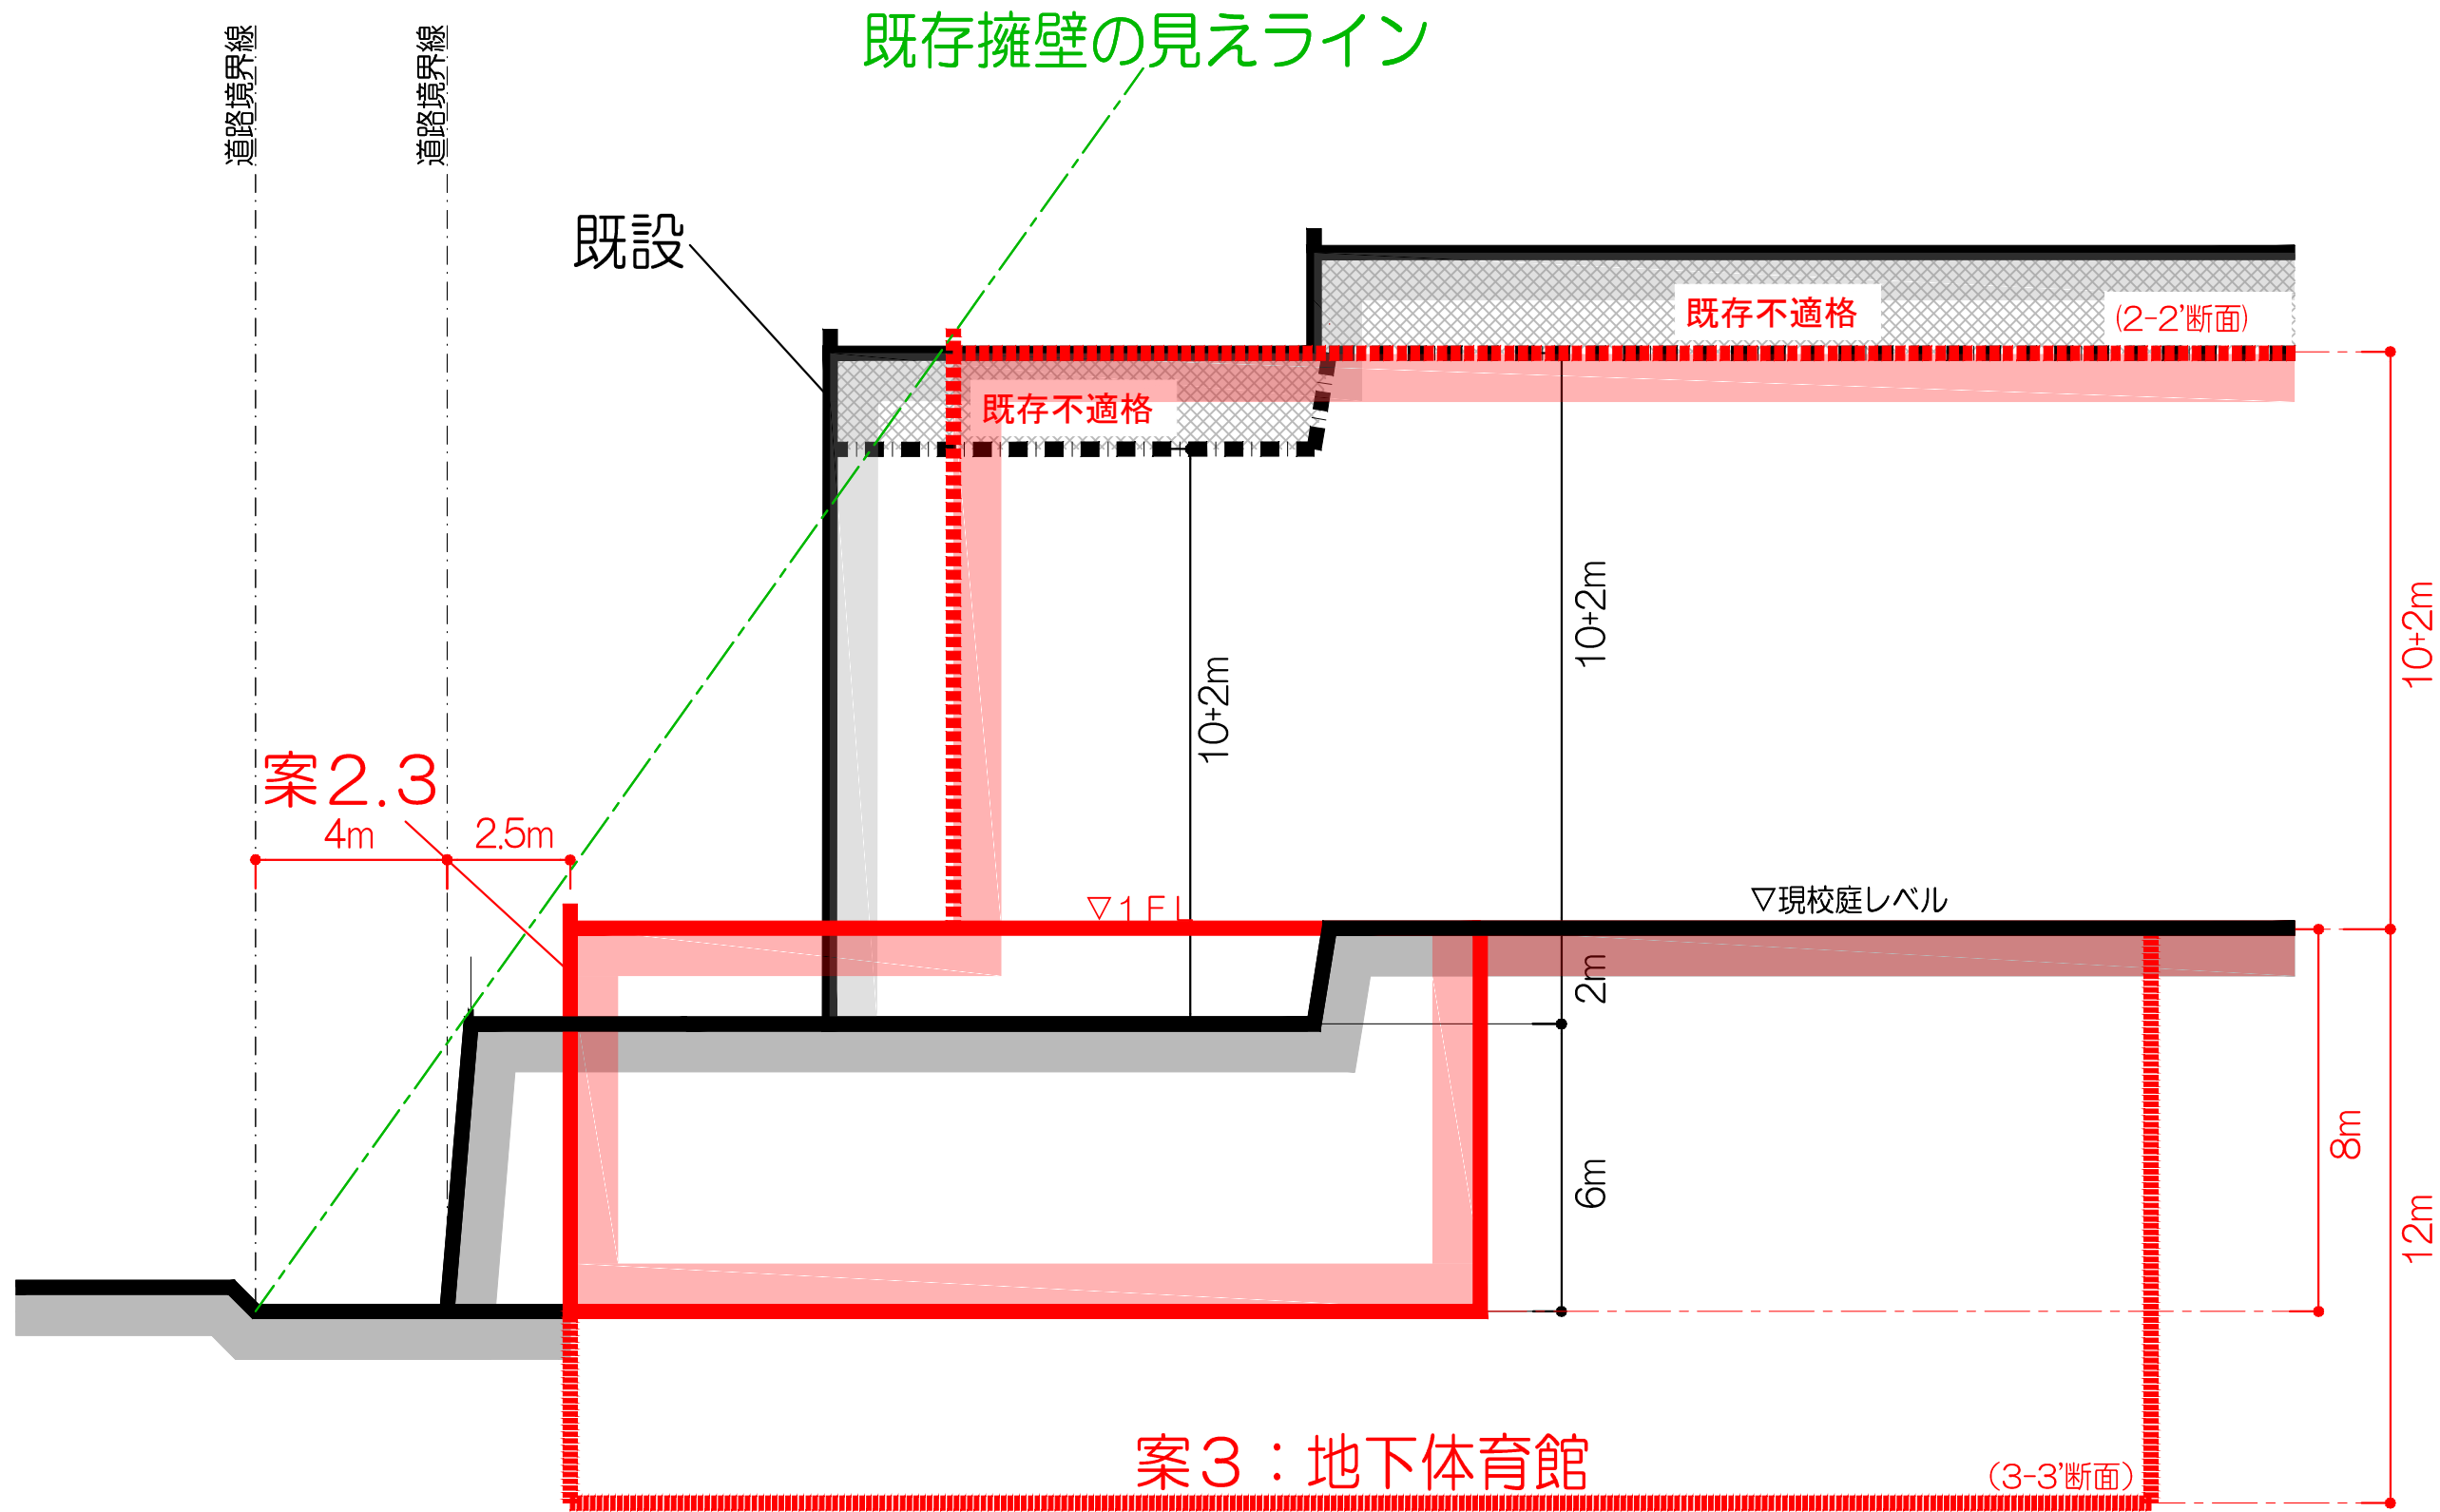 既存擁壁の見えライン
道路境界線
道路境界線
既設
既存不適格
(2-2'断面)
既存不適格
10+2m
10+2m
10+2m
案2.3
4m
2.5m
▽1FL
▽現校庭レベル
2m
6m
8m
12m
案3：地下体育館
(3-3'断面)